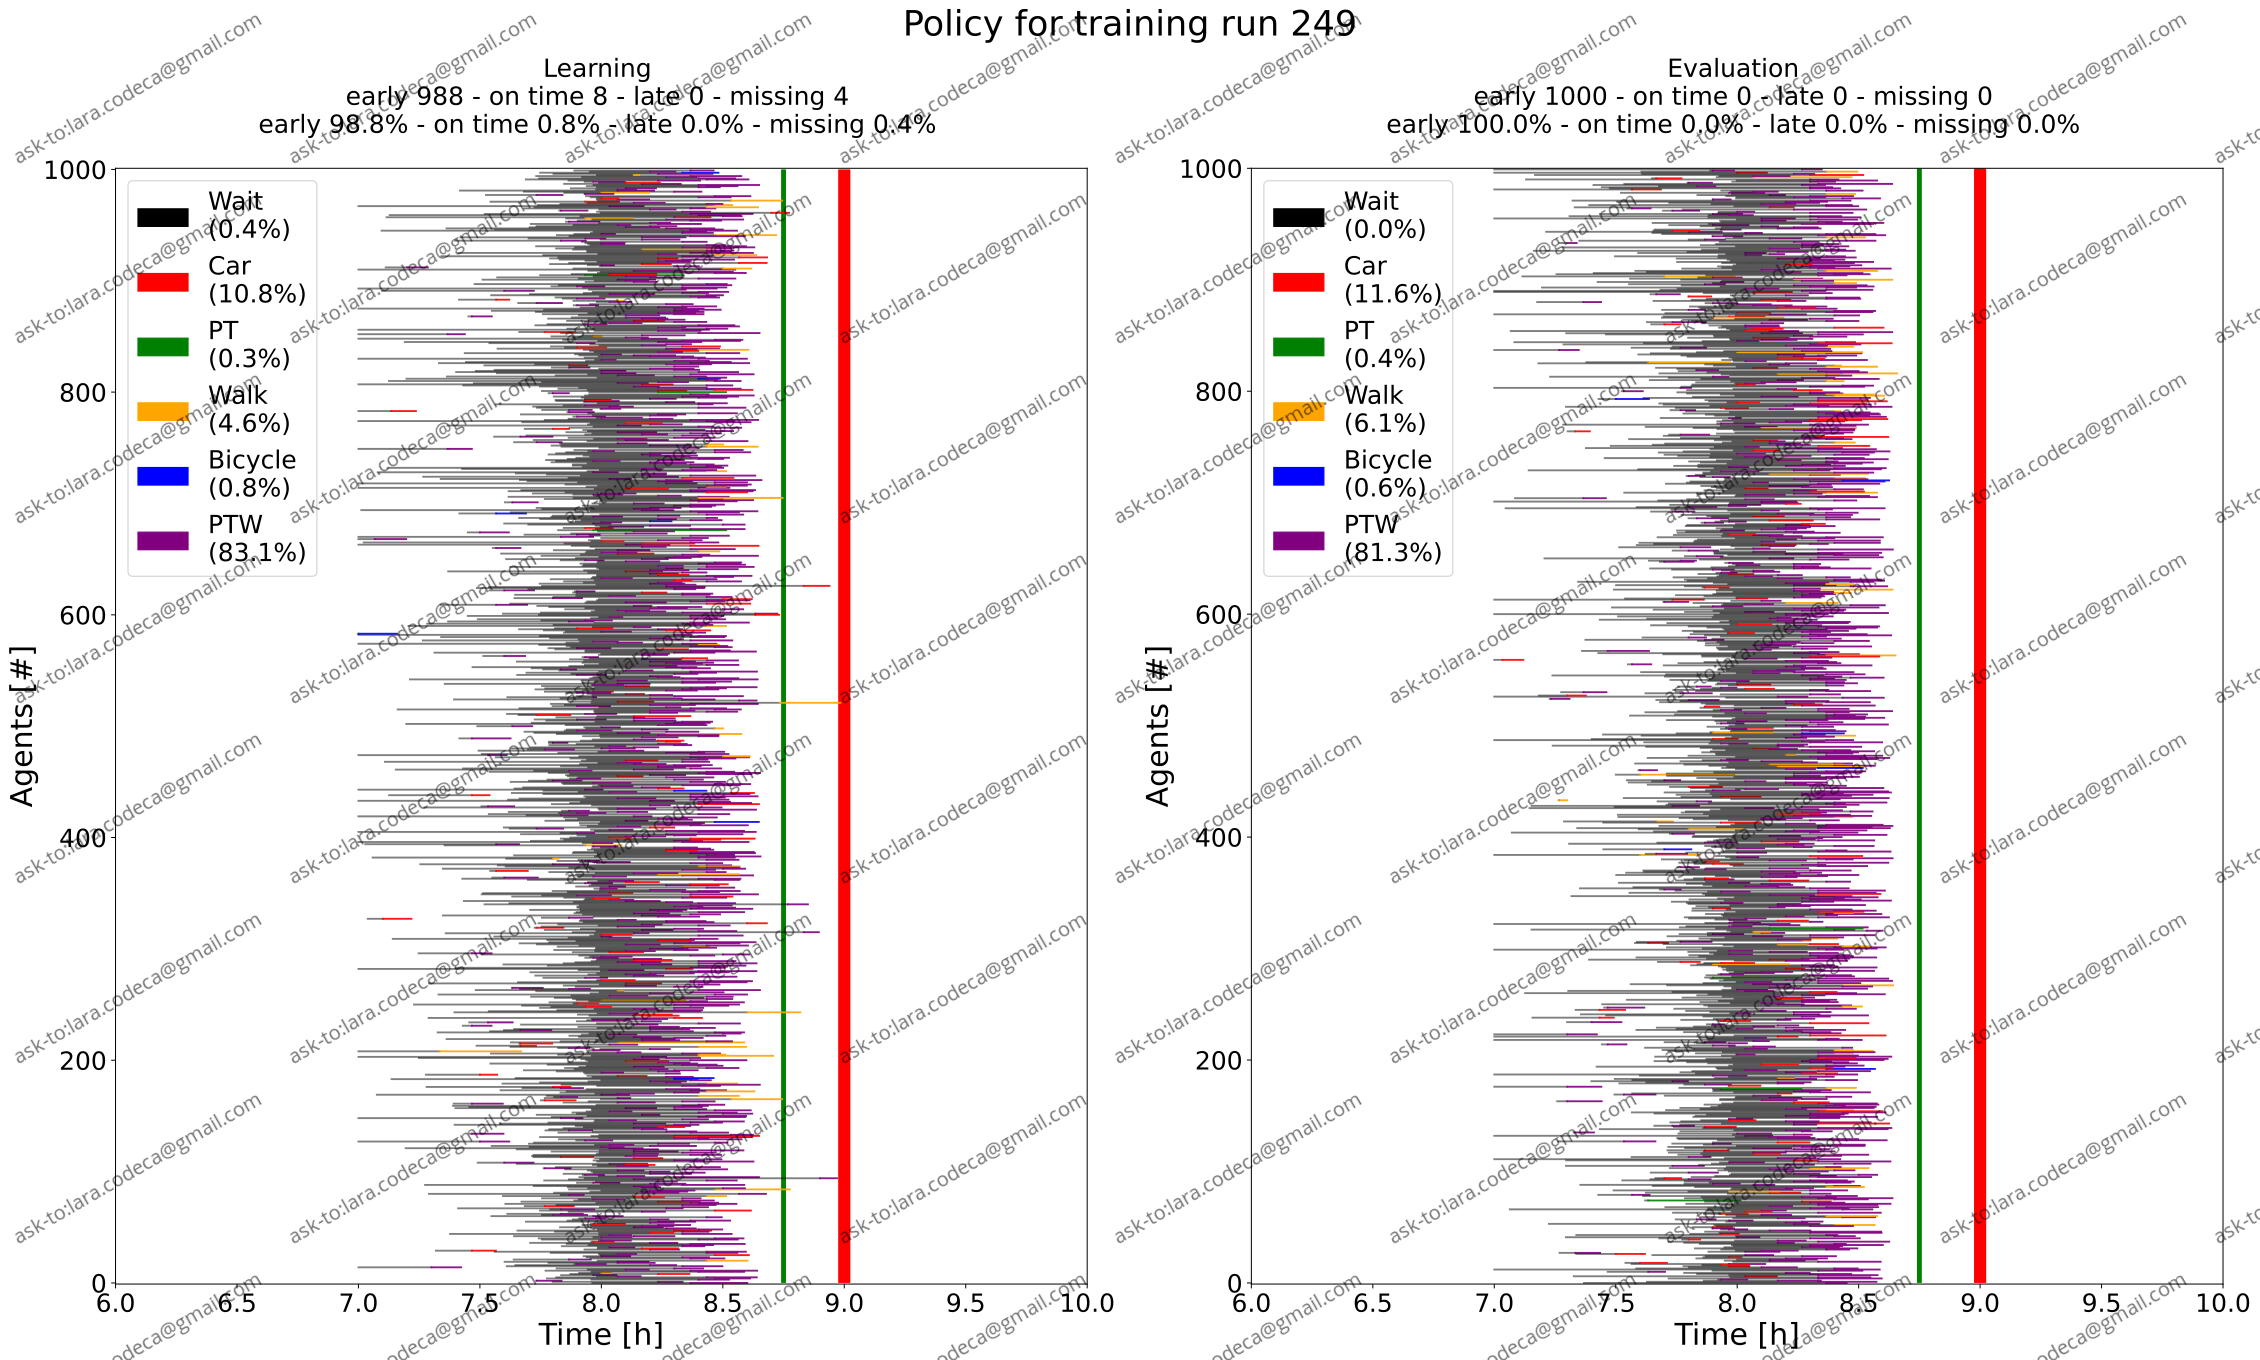 Policy for training run 249
Learning
early 988 - on time 8 - late 0 - missing 4
early 98.8% - on time 0.8% - late 0.0% - missing 0.4%
1000
800
600
400
200
0
Agents [#]
Wait
(0.4%)
Car
(10.8%)
PT
(0.3%)
Walk
(4.6%)
Bicycle
(0.8%)
PTW
(83.1%)
6.0 6.5 7.0 7.5 8.0 8.5 9.0 9.5 10.0
Time [h]
Evaluation
early 1000 - on time 0 - late 0 - missing 0
early 100.0% - on time 0.0% - late 0.0% - missing 0.0%
1000
800
600
400
200
0
Agents [#]
Wait
(0.0%)
Car
(11.6%)
PT
(0.4%)
Walk
(6.1%)
Bicycle
(0.6%)
PTW
(81.3%)
6.0 6.5 7.0 7.5 8.0 8.5 9.0 9.5 10.0
Time [h]
ask-to:lara.codeca@gmail.com